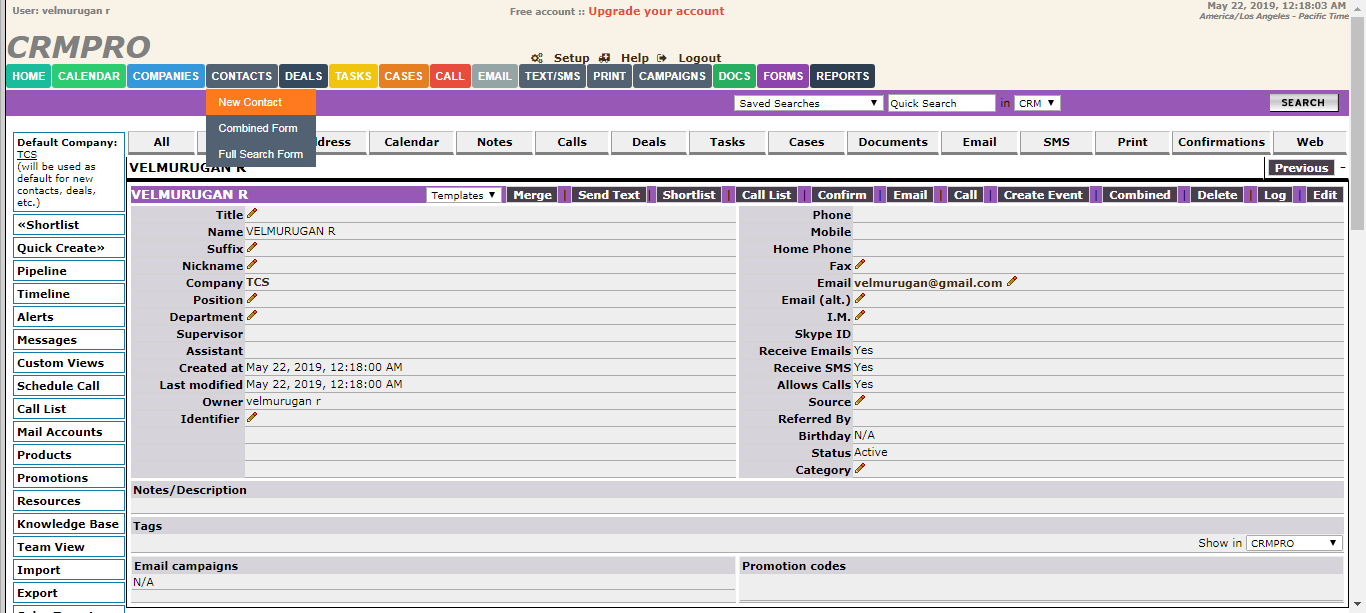 User: velmurugan r
Free account :: Upgrade your account
May 22, 2019, 12:18:03 AM
America/Los Angeles - Pacific Time
CRMPRO
Setup Help Logout
HOME CALENDAR COMPANIES CONTACTS DEALS TASKS CASES CALL EMAIL TEXT/SMS PRINT CAMPAIGNS DOCS FORMS REPORTS
New Contact
Combined Form
Full Search Form
Saved Searches Quick Search in CRM SEARCH
Default Company:
TCS
(will be used as
default for new
contacts, deals,
etc.)
«Shortlist
Quick Create»
Pipeline
Timeline
Alerts
Messages
Custom Views
Schedule Call
Call List
Mail Accounts
Products
Promotions
Resources
Knowledge Base
Team View
Import
Export
All dress Calendar Notes Calls Deals Tasks Cases Documents Email SMS Print Confirmations Web
VELMURUGAN R Previous -
VELMURUGAN R Templates Merge | Send Text | Shortlist | Call List | Confirm | Email | Call | Create Event | Combined | Delete | Log | Edit
Title
Name VELMURUGAN R
Suffix
Nickname
Company TCS
Position
Department
Supervisor
Assistant
Created at May 22, 2019, 12:18:00 AM
Last modified May 22, 2019, 12:18:00 AM
Owner velmurugan r
Identifier
Phone
Mobile
Home Phone
Fax
Email velmurugan@gmail.com
Email (alt.)
I.M.
Skype ID
Receive Emails Yes
Receive SMS Yes
Allows Calls Yes
Source
Referred By
Birthday N/A
Status Active
Category
Notes/Description
Tags
Show in CRMPRO
Email campaigns
N/A
Promotion codes